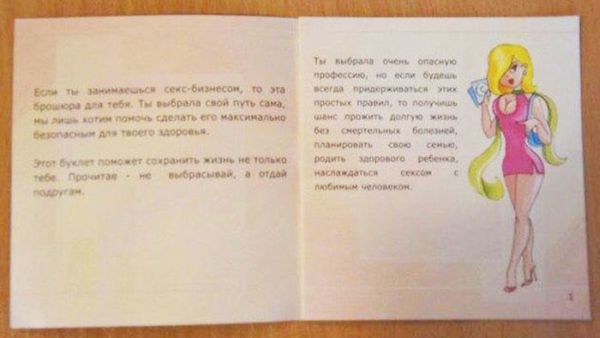 Если ты занимаешься секс-бизнесом, то эта
брошюра для тебя. Ты выбрала свой путь сама,
мы лишь хотим помочь сделать его максимально
безопасным для твоего здоровья.
Этот буклет поможет сохранить жизнь не только
тебе. Прочитав - не выбрасывай, а отдай
подругам.
Ты выбрала очень опасную
профессию, но если будешь
всегда придерживаться этих
простых правил, то получишь
шанс прожить долгую жизнь
без смертельных болезней,
планировать свою семью,
родить здорового ребенка,
наслаждаться сексом с
любимым человеком.